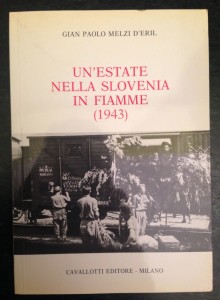 GIAN PAOLO MELZI D'ERIL
UN'ESTATE
NELLA SLOVENIA
IN FIAMME
(1943)
CAVALLOTTI EDITORE - MILANO